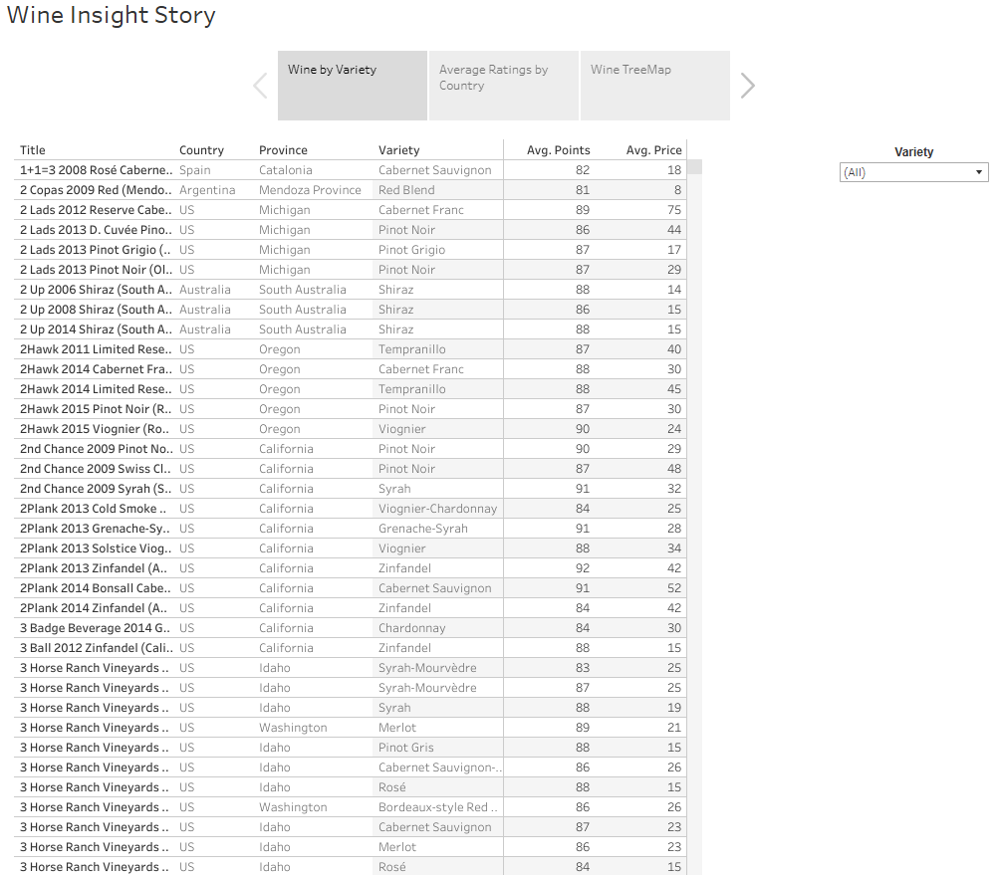 Wine Insight Story
Wine by Variety
Average Ratings by
Country
Wine TreeMap
Title Country Province Variety Avg. Points Avg. Price
Variety
(All)
1+1=3 2008 Rosé Caberne.. Spain Catalonia Cabernet Sauvignon 82 18
2 Copas 2009 Red (Mendo.. Argentina Mendoza Province Red Blend 81 8
2 Lads 2012 Reserve Cabe.. US Michigan Cabernet Franc 89 75
2 Lads 2013 D. Cuvée Pino.. US Michigan Pinot Noir 86 44
2 Lads 2013 Pinot Grigio (.. US Michigan Pinot Grigio 87 17
2 Lads 2013 Pinot Noir (Ol.. US Michigan Pinot Noir 87 29
2 Up 2006 Shiraz (South A.. Australia South Australia Shiraz 88 14
2 Up 2008 Shiraz (South A.. Australia South Australia Shiraz 86 15
2 Up 2014 Shiraz (South A.. Australia South Australia Shiraz 88 15
2Hawk 2011 Limited Rese.. US Oregon Tempranillo 87 40
2Hawk 2014 Cabernet Fra.. US Oregon Cabernet Franc 88 30
2Hawk 2014 Limited Rese.. US Oregon Tempranillo 88 45
2Hawk 2015 Pinot Noir (R.. US Oregon Pinot Noir 87 30
2Hawk 2015 Viognier (Ro.. US Oregon Viognier 90 24
2nd Chance 2009 Pinot No.. US California Pinot Noir 90 29
2nd Chance 2009 Swiss Cl.. US California Pinot Noir 87 48
2nd Chance 2009 Syrah (S.. US California Syrah 91 32
2Plank 2013 Cold Smoke .. US California Viognier-Chardonnay 84 25
2Plank 2013 Grenache-Sy.. US California Grenache-Syrah 91 28
2Plank 2013 Solstice Viog.. US California Viognier 88 34
2Plank 2013 Zinfandel (A.. US California Zinfandel 92 42
2Plank 2014 Bonsall Cabe.. US California Cabernet Sauvignon 91 52
2Plank 2014 Zinfandel (A.. US California Zinfandel 84 42
3 Badge Beverage 2014 G.. US California Chardonnay 84 30
3 Ball 2012 Zinfandel (Cali.. US California Zinfandel 88 15
3 Horse Ranch Vineyards .. US Idaho Syrah-Mourvèdre 83 25
3 Horse Ranch Vineyards .. US Idaho Syrah-Mourvèdre 87 25
3 Horse Ranch Vineyards .. US Idaho Syrah 88 19
3 Horse Ranch Vineyards .. US Washington Merlot 89 21
3 Horse Ranch Vineyards .. US Idaho Pinot Gris 88 15
3 Horse Ranch Vineyards .. US Idaho Cabernet Sauvignon-.. 86 26
3 Horse Ranch Vineyards .. US Idaho Rosé 88 15
3 Horse Ranch Vineyards .. US Washington Bordeaux-style Red .. 86 26
3 Horse Ranch Vineyards .. US Idaho Cabernet Sauvignon 87 23
3 Horse Ranch Vineyards .. US Idaho Merlot 86 23
3 Horse Ranch Vineyards .. US Idaho Rosé 84 15